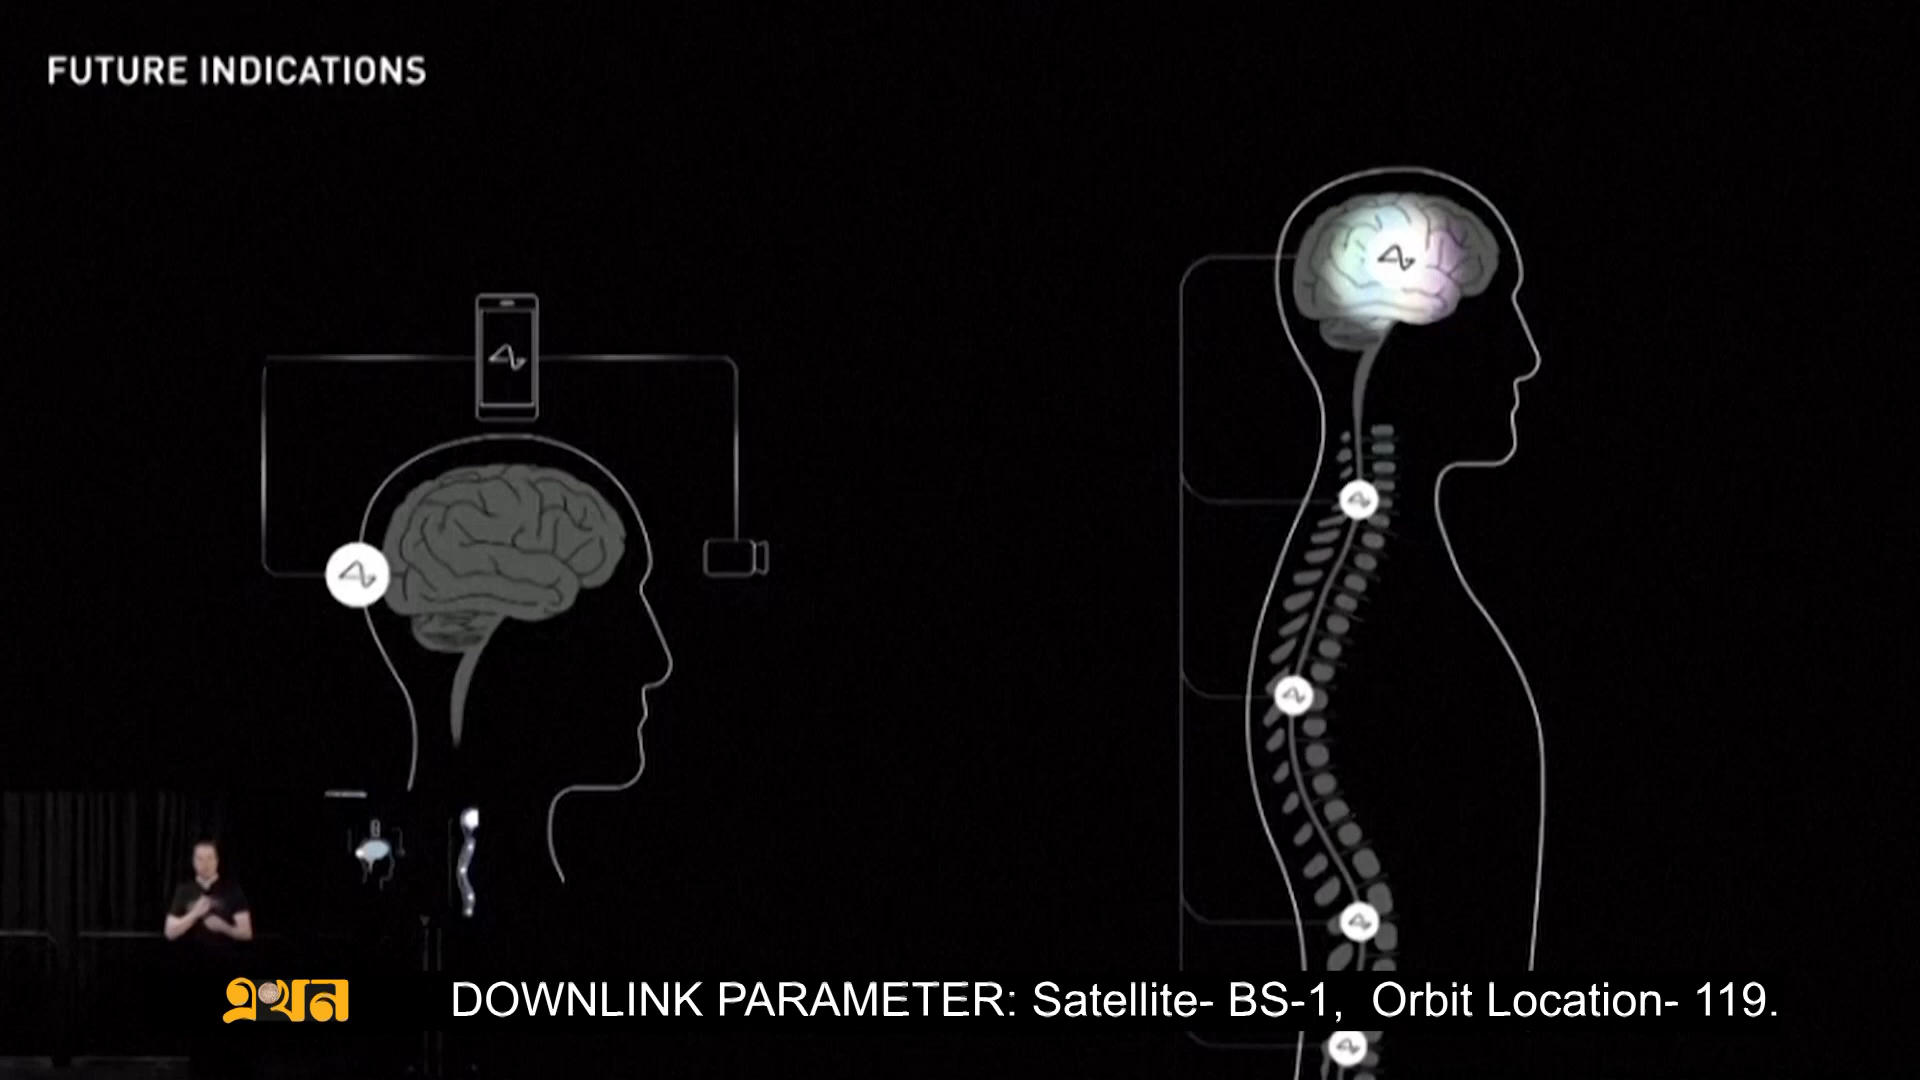 FUTURE INDICATIONS
এখন
DOWNLINK PARAMETER: Satellite- BS-1, Orbit Location- 119.